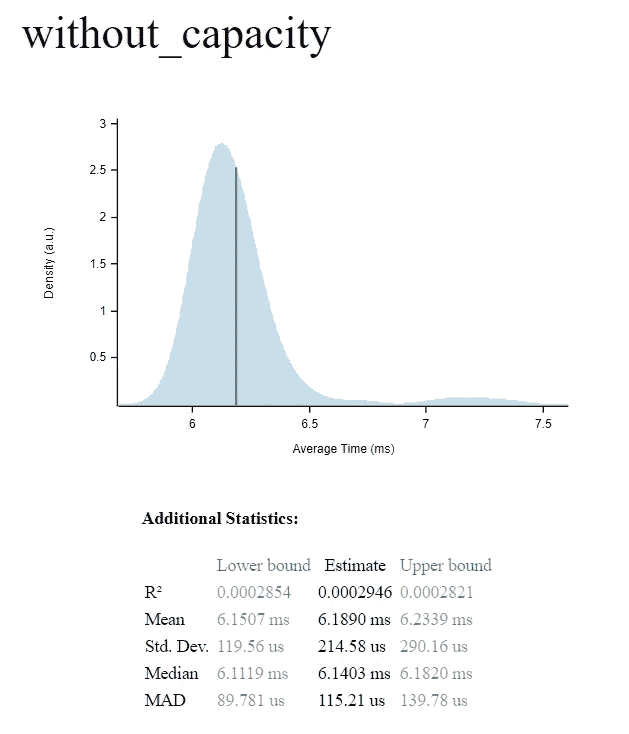 without_capacity
3
2.5
2
1.5
1
0.5
Density (a.u.)
6 6.5 7 7.5
Average Time (ms)
Additional Statistics:
Lower bound Estimate Upper bound
R² 0.0002854 0.0002946 0.0002821
Mean 6.1507 ms 6.1890 ms 6.2339 ms
Std. Dev. 119.56 us 214.58 us 290.16 us
Median 6.1119 ms 6.1403 ms 6.1820 ms
MAD 89.781 us 115.21 us 139.78 us